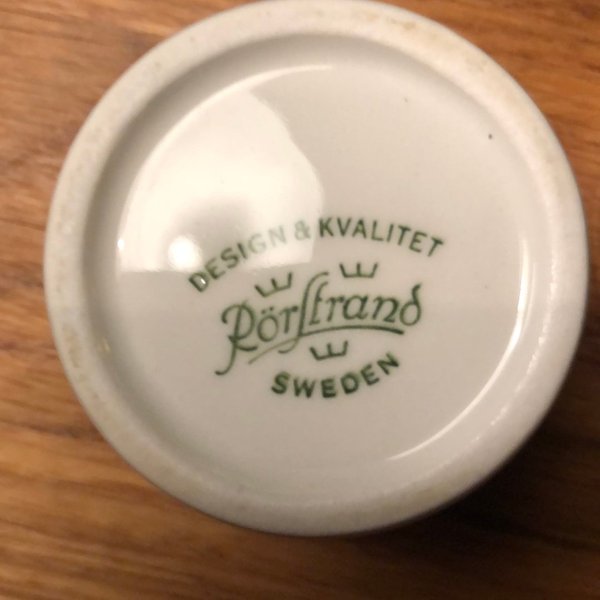 DESIGN & KVALITET
Rörstrand
SWEDEN